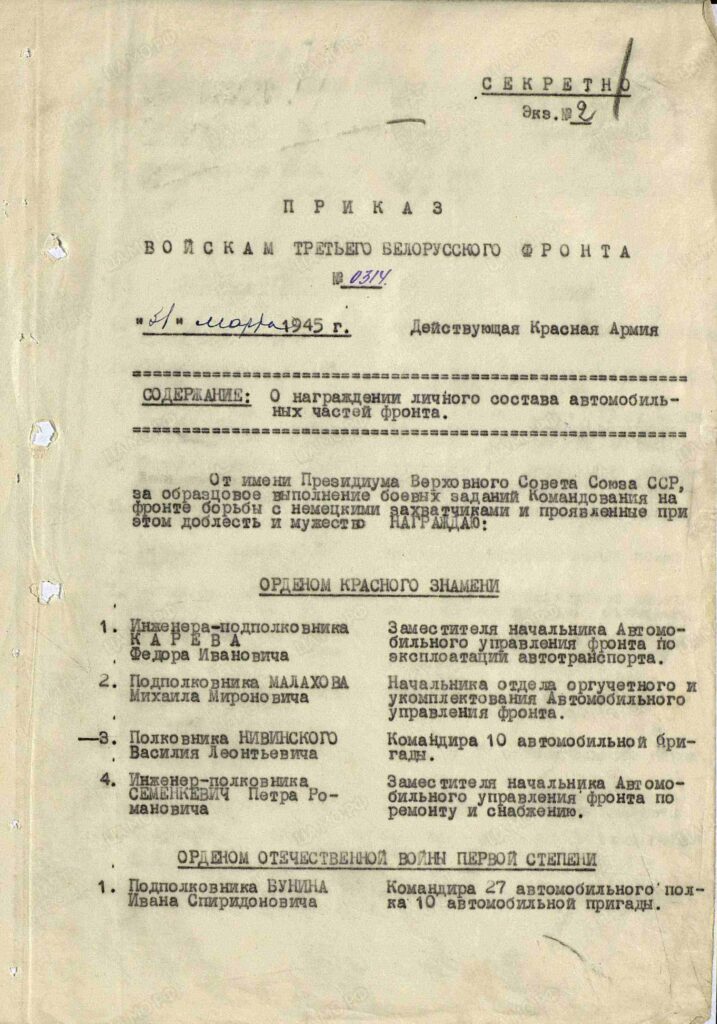 СЕКРЕТНО
Экз.№ 2
ПРИКАЗ
ВОЙСКАМ ТРЕТЬЕГО БЕЛОРУССКОГО ФРОНТА
№ 0314.
"31" марта 1945 г. Действующая Красная Армия
СОДЕРЖАНИЕ: О награждении личного состава автомобиль-
ных частей фронта.
От имени Президиума Верховного Совета Союза ССР,
за образцовое выполнение боевых заданий Командования на
фронте борьбы с немецкими захватчиками и проявленные при
этом доблесть и мужество НАГРАЖДАЮ:
ОРДЕНОМ КРАСНОГО ЗНАМЕНИ
1. Инженера-подполковника
КАРЕВА
Федора Ивановича
Заместителя начальника Автомо-
бильного управления фронта по
эксплоатаций автотранспорта.
2. Подполковника МАЛАХОВА
Михаила Мироновича
Начальника отдела оргучетного и
укомплектования Автомобильного
управления фронта.
3. Полковника НИВИНСКОГО
Василия Леонтьевича
Командира 10 автомобильной бри-
гады.
4. Инженер-полковника
СЕМЕНКЕВИЧ Петра Ро-
мановича
Заместителя начальника Автомо-
бильного управления фронта по
ремонту и снабжению.
ОРДЕНОМ ОТЕЧЕСТВЕННОЙ ВОЙНЫ ПЕРВОЙ СТЕПЕНИ
1. Подполковника БУНИНА
Ивана Спиридоновича
Командира 27 автомобильного пол-
ка 10 автомобильной бригады.